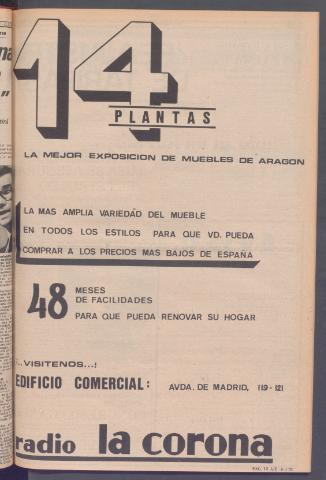 14
PLANTAS
LA MEJOR EXPOSICION DE MUEBLES DE ARAGON
LA MAS AMPLIA VARIEDAD DEL MUEBLE
EN TODOS LOS ESTILOS PARA QUE VD. PUEDA
COMPRAR A LOS PRECIOS MAS BAJOS DE ESPAÑA
48 MESES
DE FACILIDADES
PARA QUE PUEDA RENOVAR SU HOGAR
¡...VISITENOS...!
EDIFICIO COMERCIAL: AVDA. DE MADRID, 119-121
radio la corona